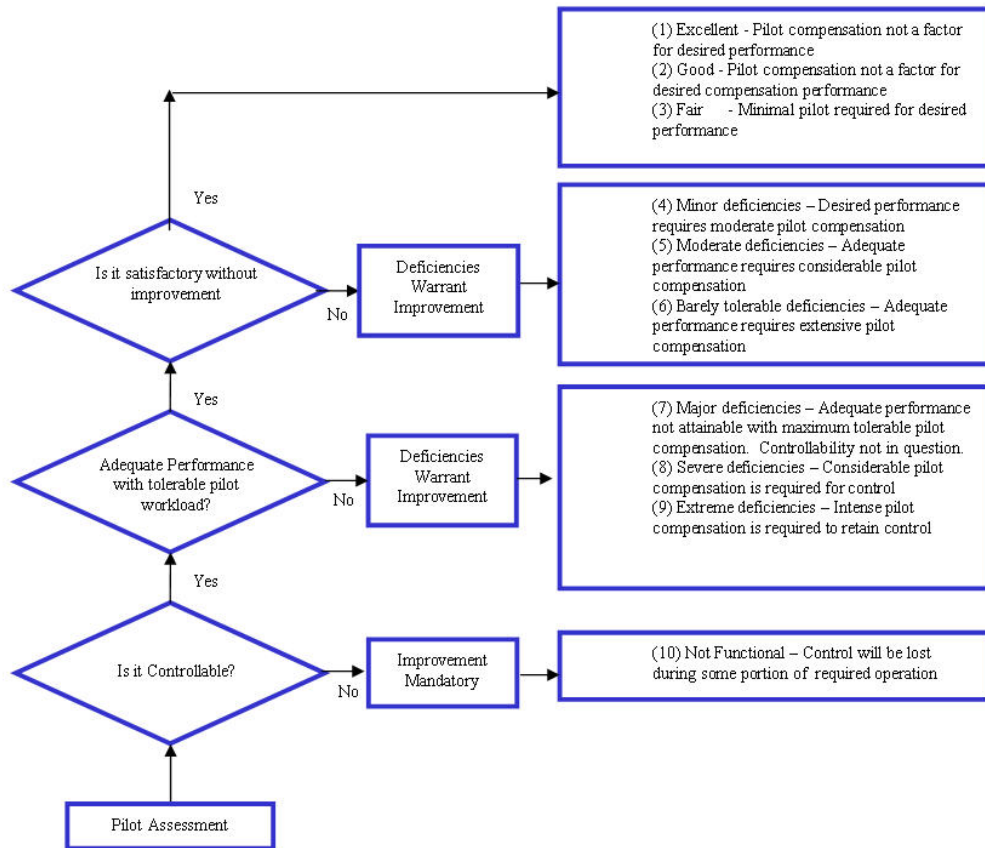 (1) Excellent - Pilot compensation not a factor
for desired performance
(2) Good - Pilot compensation not a factor for
desired compensation performance
(3) Fair - Minimal pilot required for desired
performance
Yes
Is it satisfactory without
improvement
No
Deficiencies
Warrant
Improvement
(4) Minor deficiencies – Desired performance
requires moderate pilot compensation
(5) Moderate deficiencies – Adequate
performance requires considerable pilot
compensation
(6) Barely tolerable deficiencies – Adequate
performance requires extensive pilot
compensation
Yes
Adequate Performance
with tolerable pilot
workload?
No
Deficiencies
Warrant
Improvement
(7) Major deficiencies – Adequate performance
not attainable with maximum tolerable pilot
compensation. Controllability not in question.
(8) Severe deficiencies – Considerable pilot
compensation is required for control
(9) Extreme deficiencies – Intense pilot
compensation is required to retain control
Yes
Is it Controllable?
No
Improvement
Mandatory
(10) Not Functional – Control will be lost
during some portion of required operation
Pilot Assessment